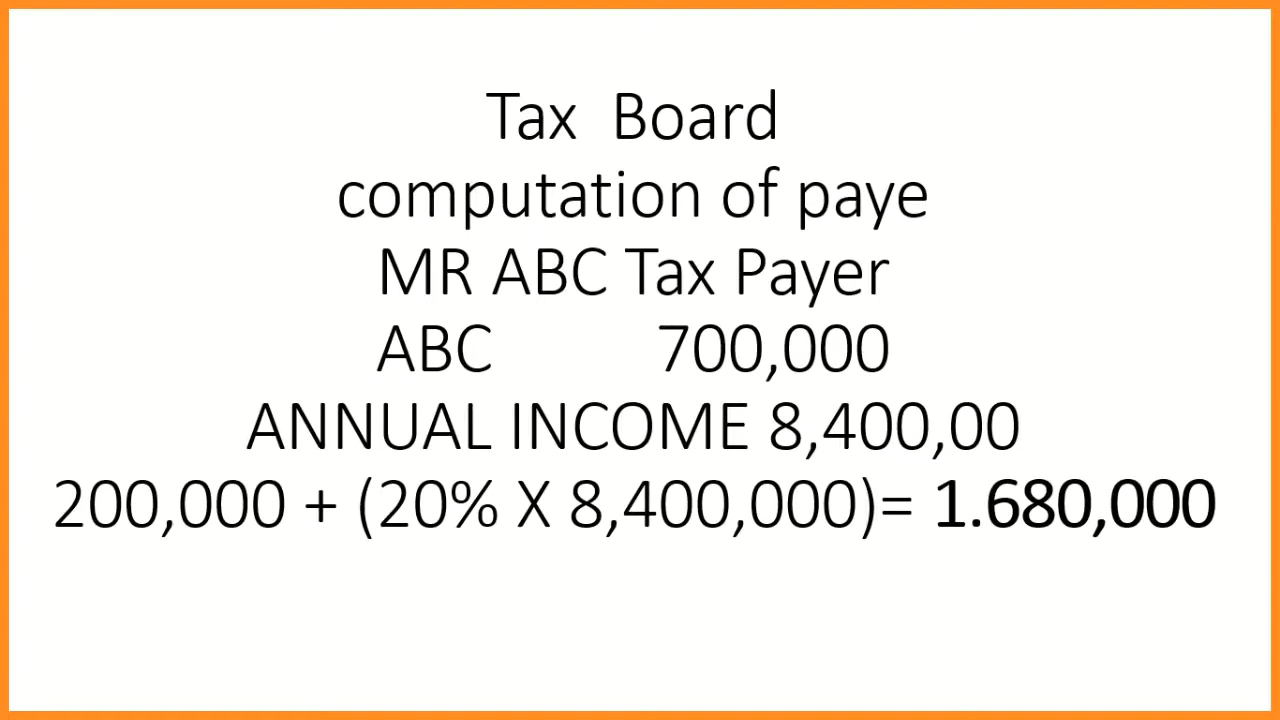 Tax Board
computation of paye
MR ABC Tax Payer
ABC 700,000
ANNUAL INCOME 8,400,00
200,000 + (20% X 8,400,000)= 1.680,000